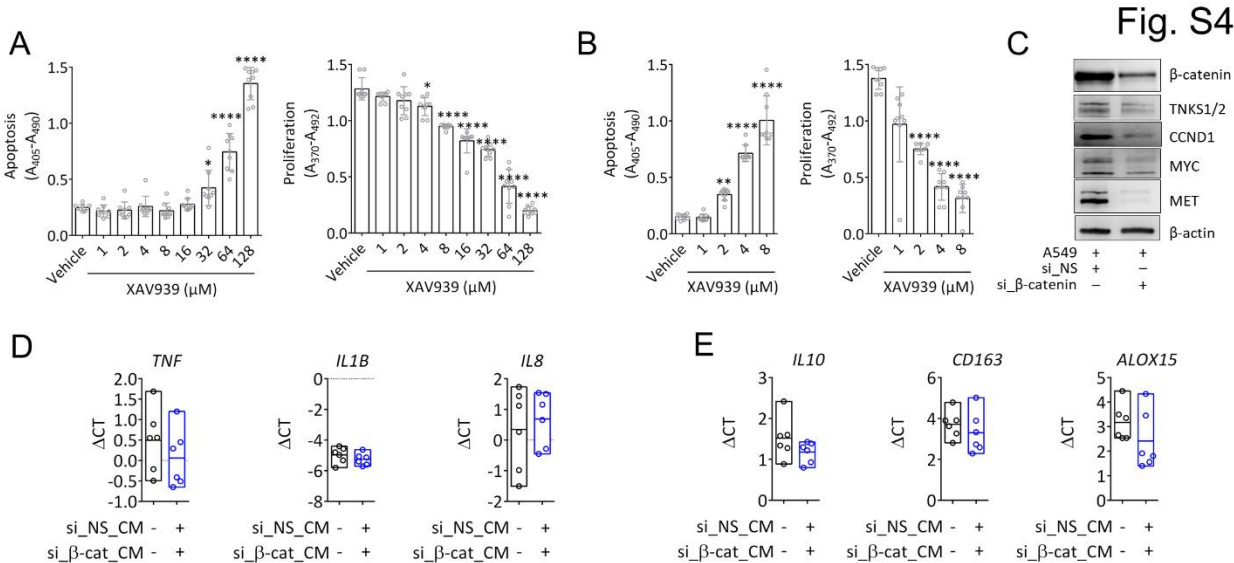 Fig. S4
A
Apoptosis
(A405-A490)
1.5
1.0
0.5
0.0
*
****
****
Vehicle
1
2
4
8
16
32
64
128
XAV939 (µM)
Proliferation
(A370-A492)
1.5
1.0
0.5
0.0
*
****
****
****
****
****
Vehicle
1
2
4
8
16
32
64
128
XAV939 (µM)
B
Apoptosis
(A405-A490)
1.5
1.0
0.5
0.0
**
****
****
Vehicle
1
2
4
8
XAV939 (µM)
Proliferation
(A370-A492)
1.5
1.0
0.5
0.0
****
****
****
Vehicle
1
2
4
8
XAV939 (µM)
C
β-catenin
TNKS1/2
CCND1
MYC
MET
β-actin
A549 + +
si_NS + –
si_β-catenin – +
D
TNF
ΔCT
2.0
1.5
1.0
0.5
0.0
-0.5
-1.0
si_NS_CM - +
si_β-cat_CM - +
IL1B
ΔCT
0
-2
-4
-6
-8
si_NS_CM - +
si_β-cat_CM - +
IL8
ΔCT
2
1
0
-1
-2
si_NS_CM - +
si_β-cat_CM - +
E
IL10
ΔCT
3
2
1
0
si_NS_CM - +
si_β-cat_CM - +
CD163
ΔCT
6
4
2
0
si_NS_CM - +
si_β-cat_CM - +
ALOX15
ΔCT
5
4
3
2
1
0
si_NS_CM - +
si_β-cat_CM - +